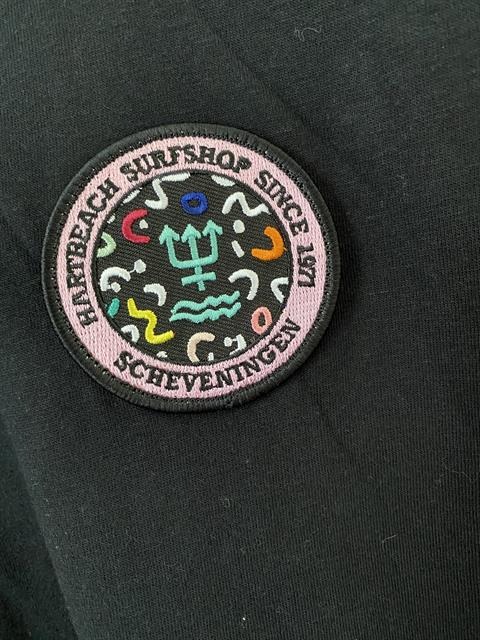 HARTBEACH SURFSHOP SINCE 1971
SCHEVENINGEN